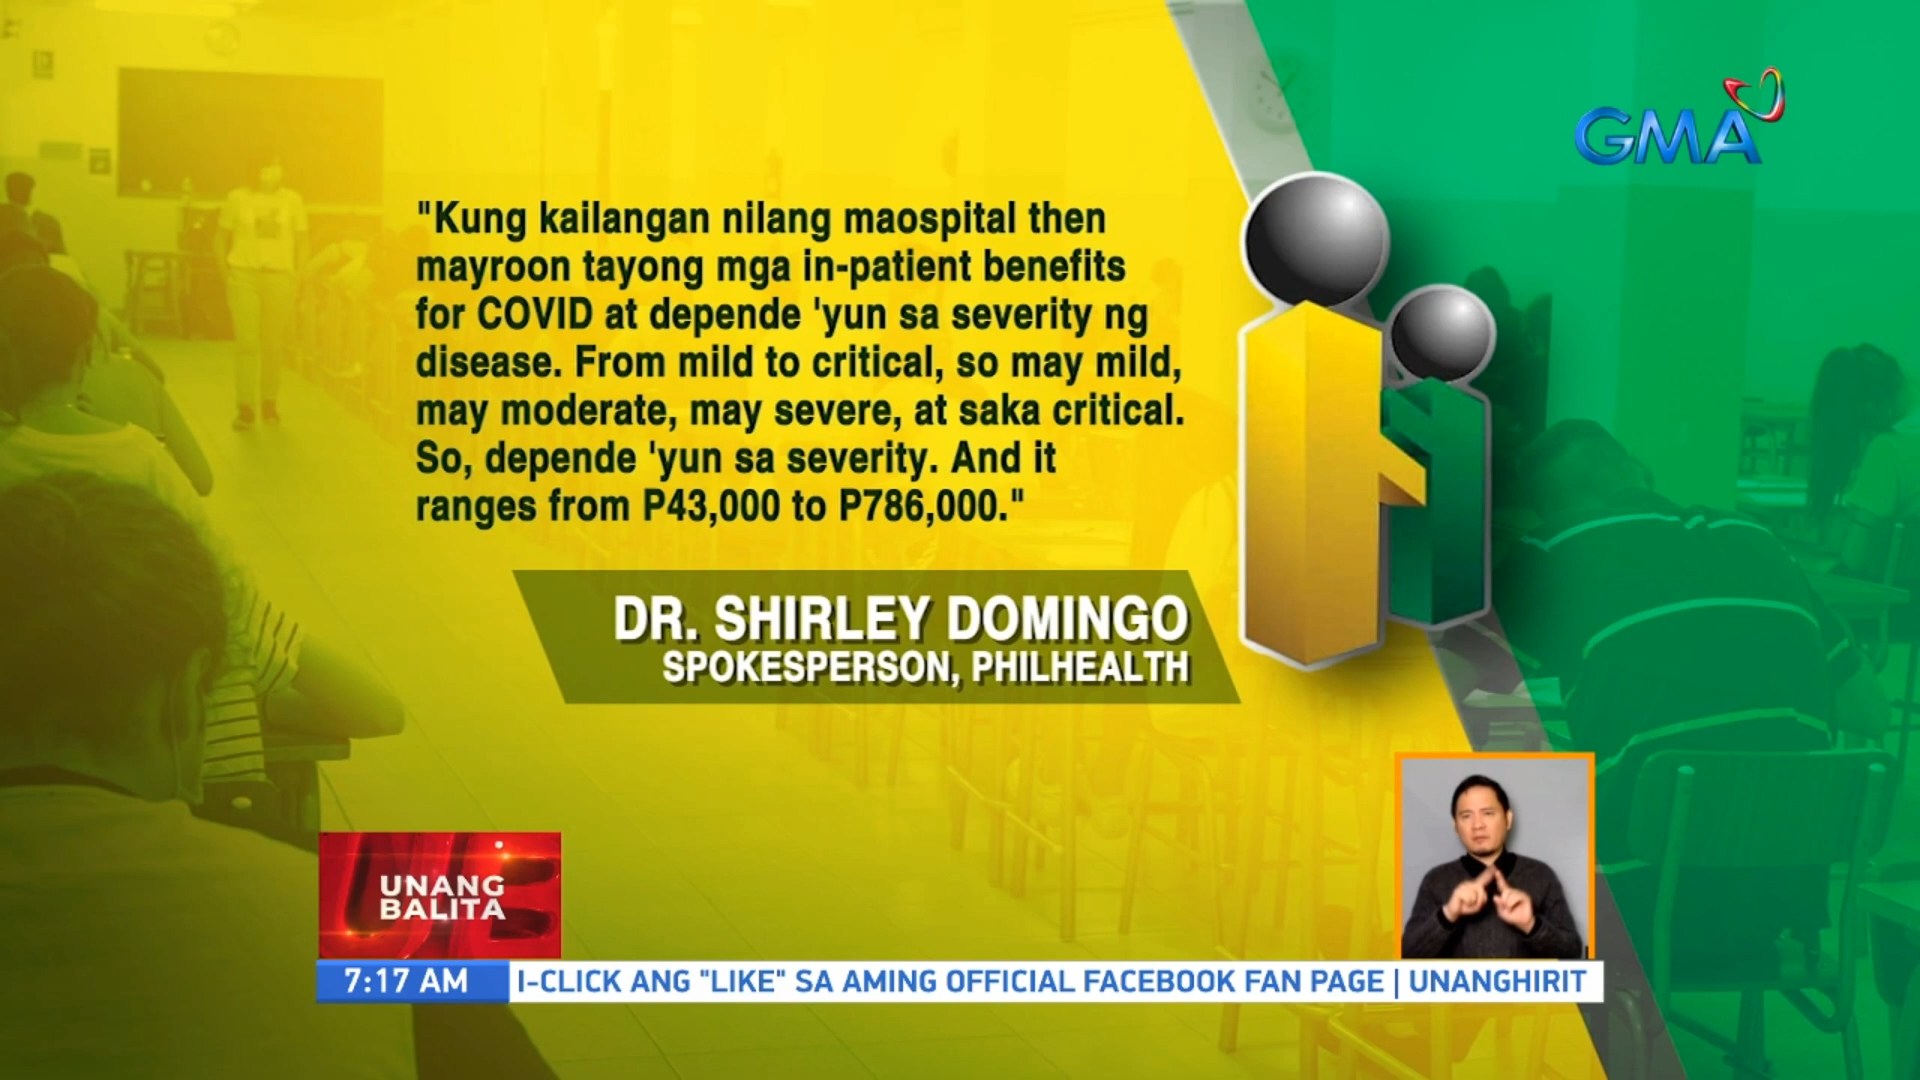 GMA
"Kung kailangan nilang maospital then
mayroon tayong mga in-patient benefits
for COVID at depende 'yun sa severity ng
disease. From mild to critical, so may mild,
may moderate, may severe, at saka critical.
So, depende 'yun sa severity. And it
ranges from P43,000 to P786,000."
DR. SHIRLEY DOMINGO
SPOKESPERSON, PHILHEALTH
UNANG
BALITA
7:17 AM I-CLICK ANG "LIKE" SA AMING OFFICIAL FACEBOOK FAN PAGE | UNANGHIRIT